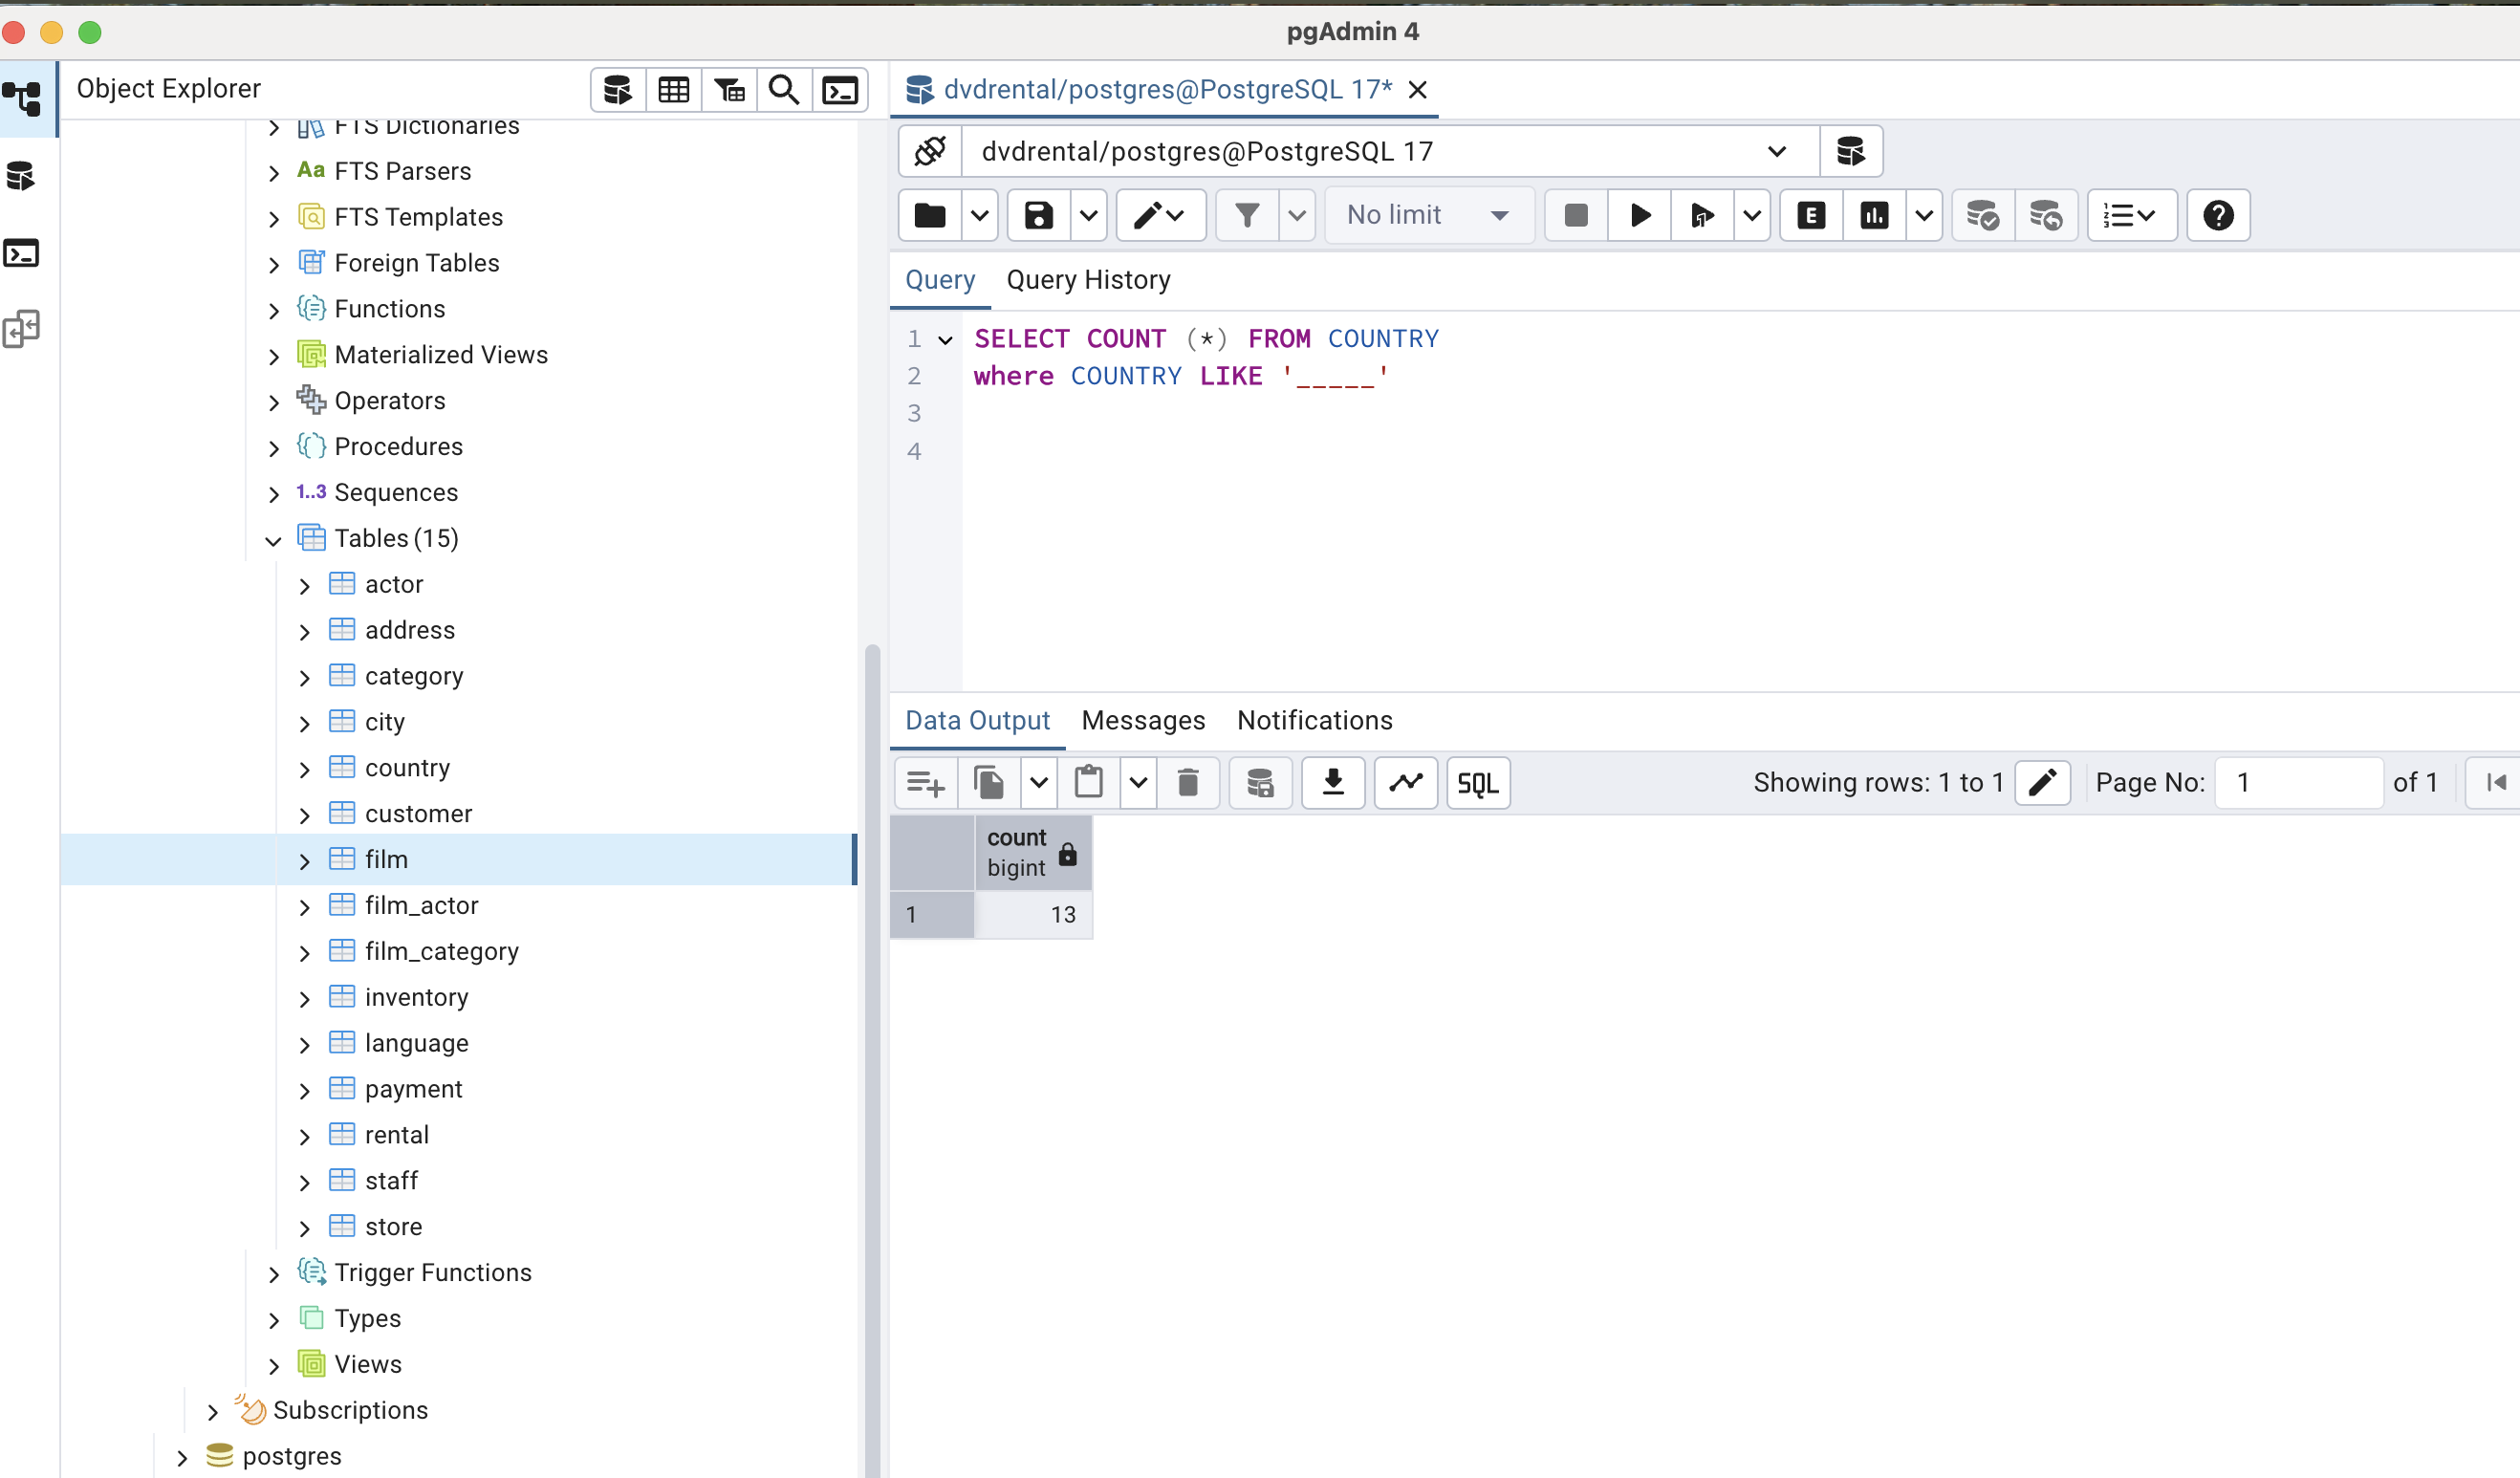 pgAdmin 4
Object Explorer
FTS Dictionaries
Aa FTS Parsers
FTS Templates
Foreign Tables
Functions
Materialized Views
Operators
Procedures
1..3 Sequences
Tables (15)
actor
address
category
city
country
customer
film
film_actor
film_category
inventory
language
payment
rental
staff
store
Trigger Functions
Types
Views
Subscriptions
postgres
dvdrental/postgres@PostgreSQL 17*
dvdrental/postgres@PostgreSQL 17
No limit
E
Query Query History
1 SELECT COUNT (*) FROM COUNTRY
2 where COUNTRY LIKE '_____'
3
4
Data Output Messages Notifications
SQL Showing rows: 1 to 1 Page No: 1 of 1
count
bigint
1 13